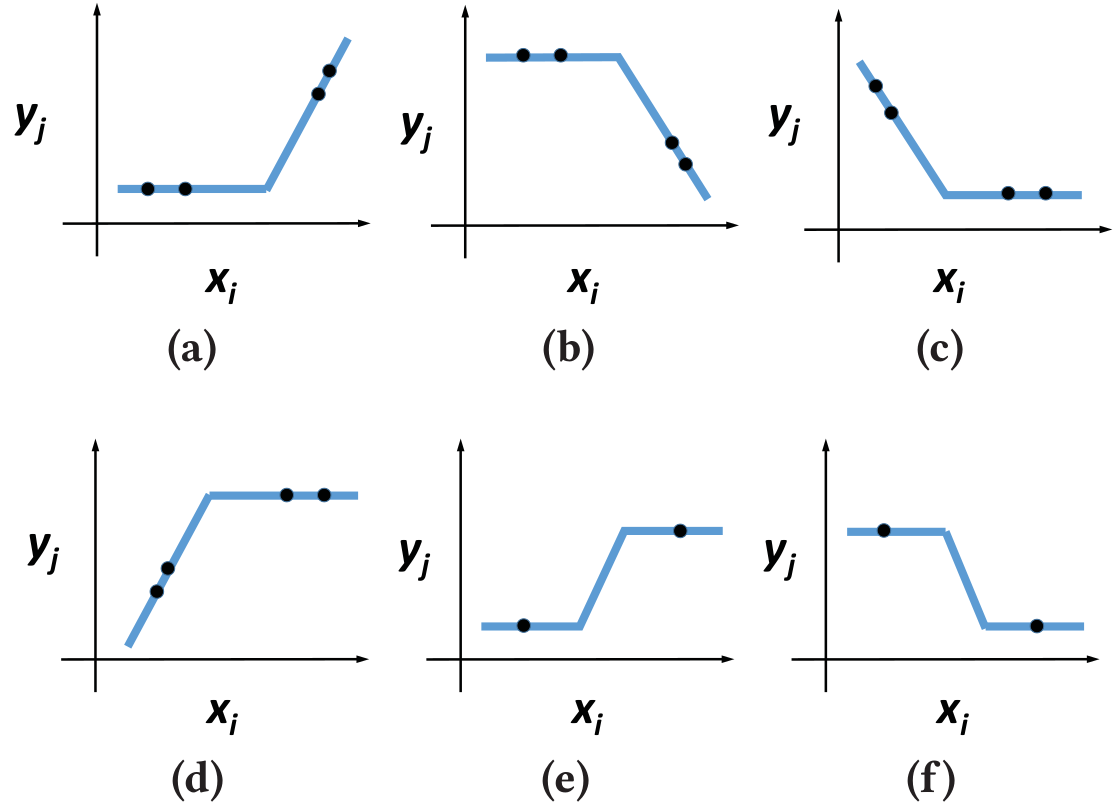 y_j y_j y_j
x_i x_i x_i
(a) (b) (c)
y_j y_j y_j
x_i x_i x_i
(d) (e) (f)